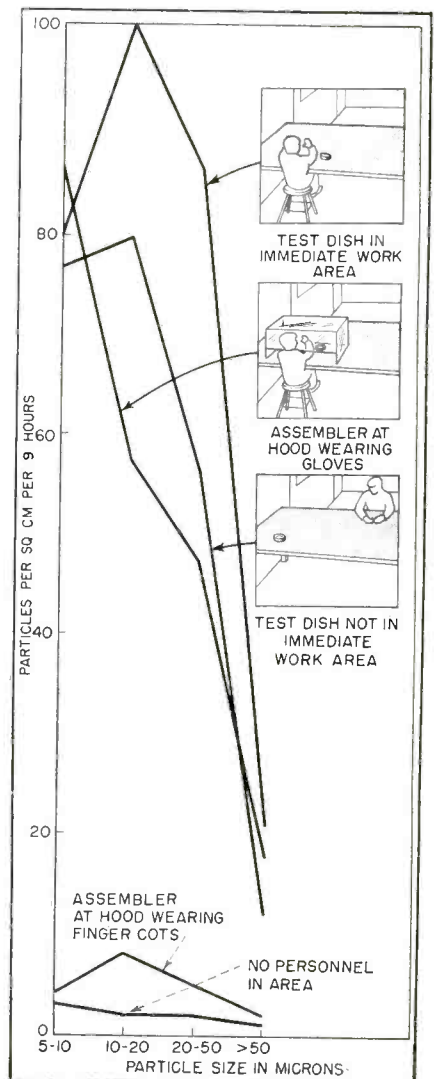 100
80
60
40
20
0
PARTICLES PER SQ CM PER 9 HOURS
TEST DISH IN
IMMEDIATE WORK
AREA
ASSEMBLER AT
HOOD WEARING
GLOVES
TEST DISH NOT IN
IMMEDIATE
WORK AREA
ASSEMBLER
AT HOOD WEARING
FINGER COTS
NO PERSONNEL
IN AREA
5-10 10-20 20-50 >50
PARTICLE SIZE IN MICRONS